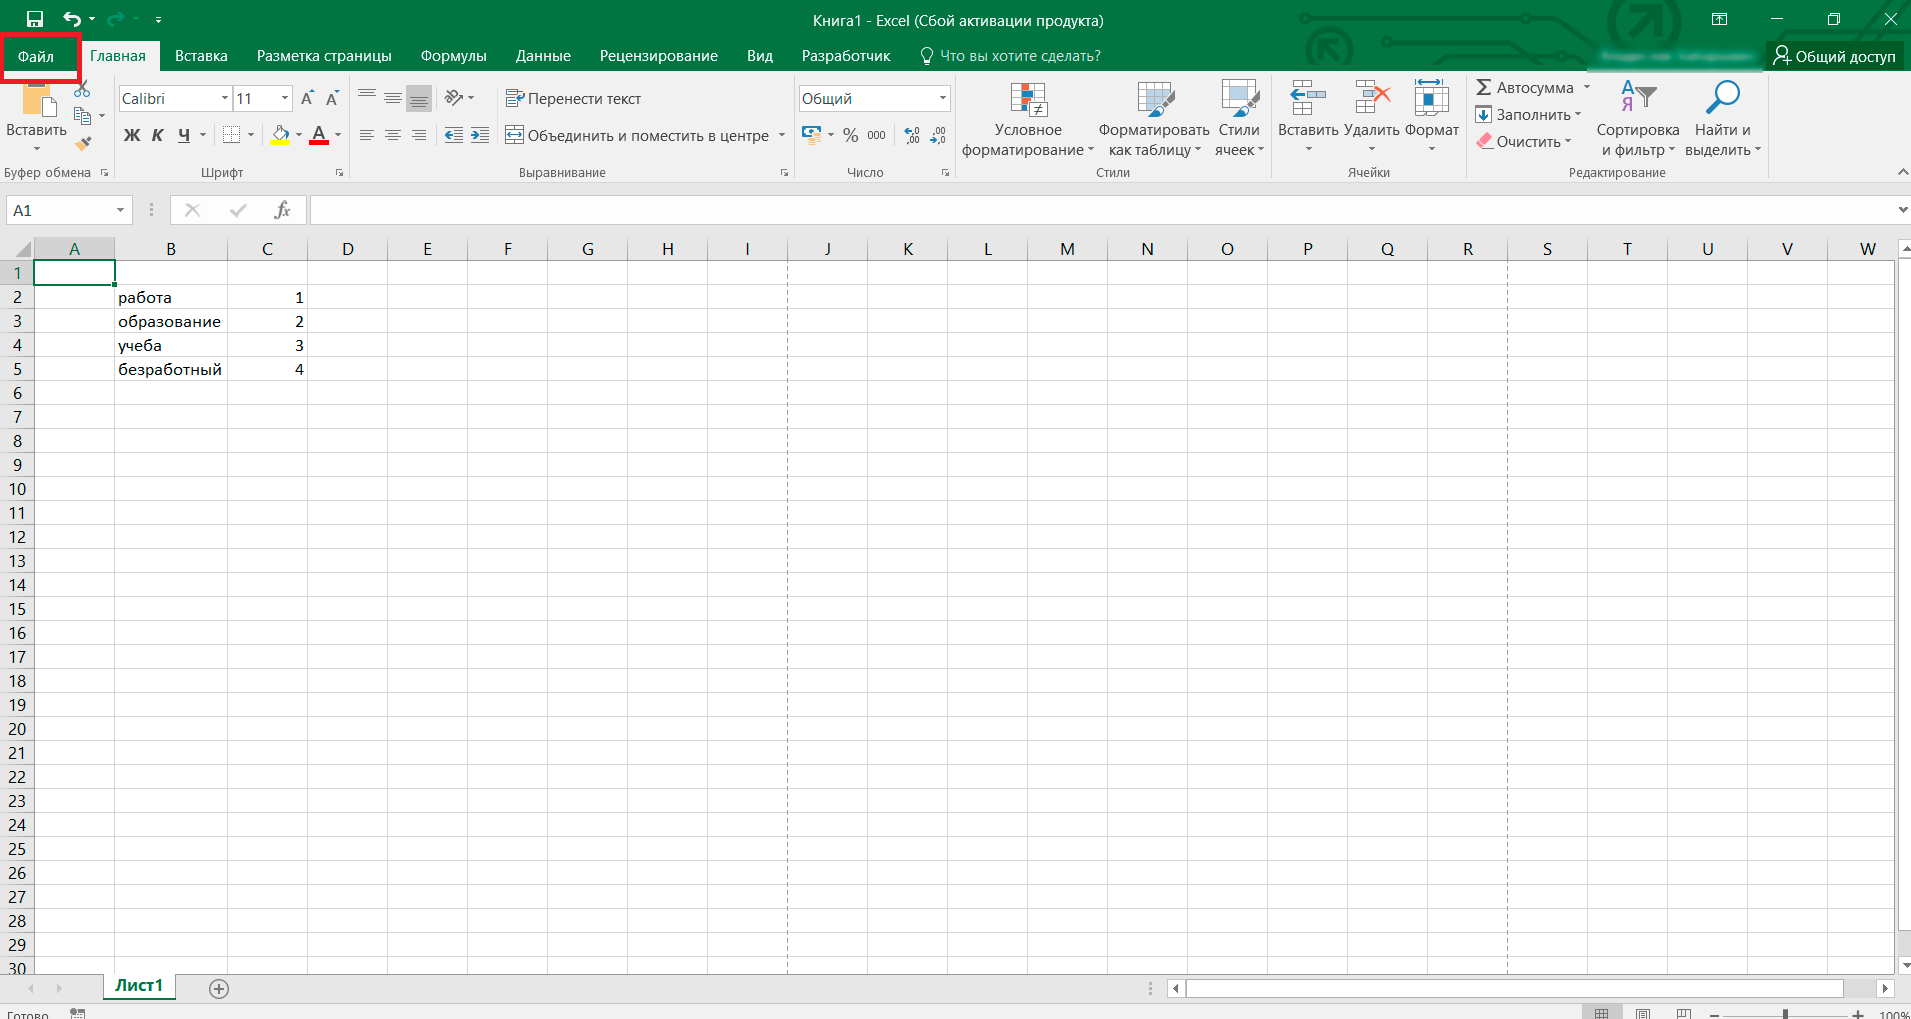 Книга1 - Excel (Сбой активации продукта)
Файл Главная Вставка Разметка страницы Формулы Данные Рецензирование Вид Разработчик Что вы хотите сделать? Общий доступ
Calibri 11 Перенести текст Общий Автосумма
Заполнить
Вставить Ж К Ч Объединить и поместить в центре % 000 Условное форматирование Форматировать как таблицу Стили ячеек Вставить Удалить Формат Очистить Сортировка и фильтр Найти и выделить
Буфер обмена Шрифт Выравнивание Число Стили Ячейки Редактирование
A1 fx
A B C D E F G H I J K L M N O P Q R S T U V W
1
2 работа 1
3 образование 2
4 учеба 3
5 безработный 4
6
7
8
9
10
11
12
13
14
15
16
17
18
19
20
21
22
23
24
25
26
27
28
29
30
Лист1
Готово 100%